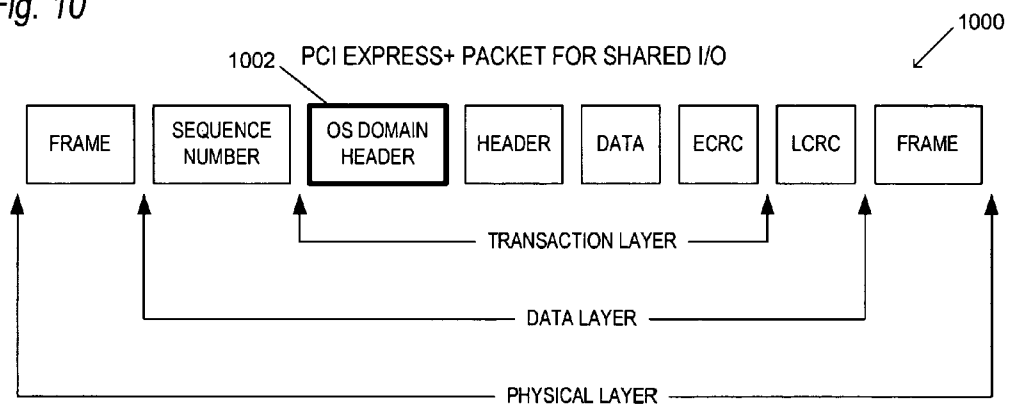 Fig. 10
1000
1002 PCI EXPRESS+ PACKET FOR SHARED I/O
FRAME
SEQUENCE
NUMBER
OS DOMAIN
HEADER
HEADER
DATA
ECRC
LCRC
FRAME
TRANSACTION LAYER
DATA LAYER
PHYSICAL LAYER